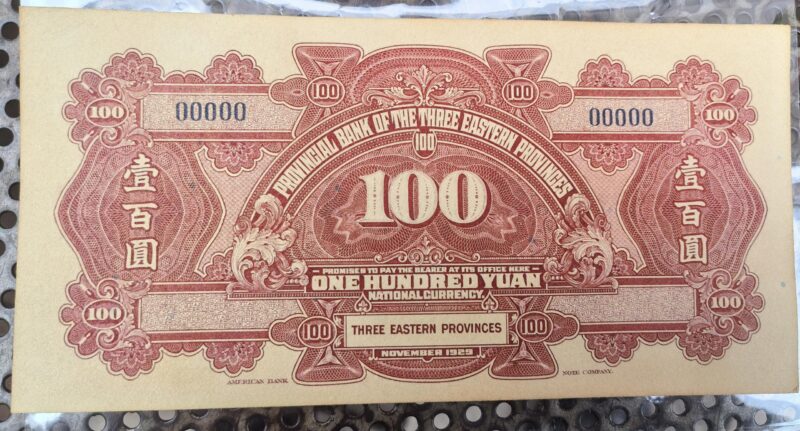 100
100
100
100
00000
00000
PROVINCIAL BANK OF THE THREE EASTERN PROVINCES
100
100
壹百圓
壹百圓
PROMISES TO PAY THE BEARER AT ITS OFFICE HERE
ONE HUNDRED YUAN
NATIONAL CURRENCY
100
100
100
THREE EASTERN PROVINCES
100
NOVEMBER 1929
AMERICAN BANK
NOTE COMPANY.